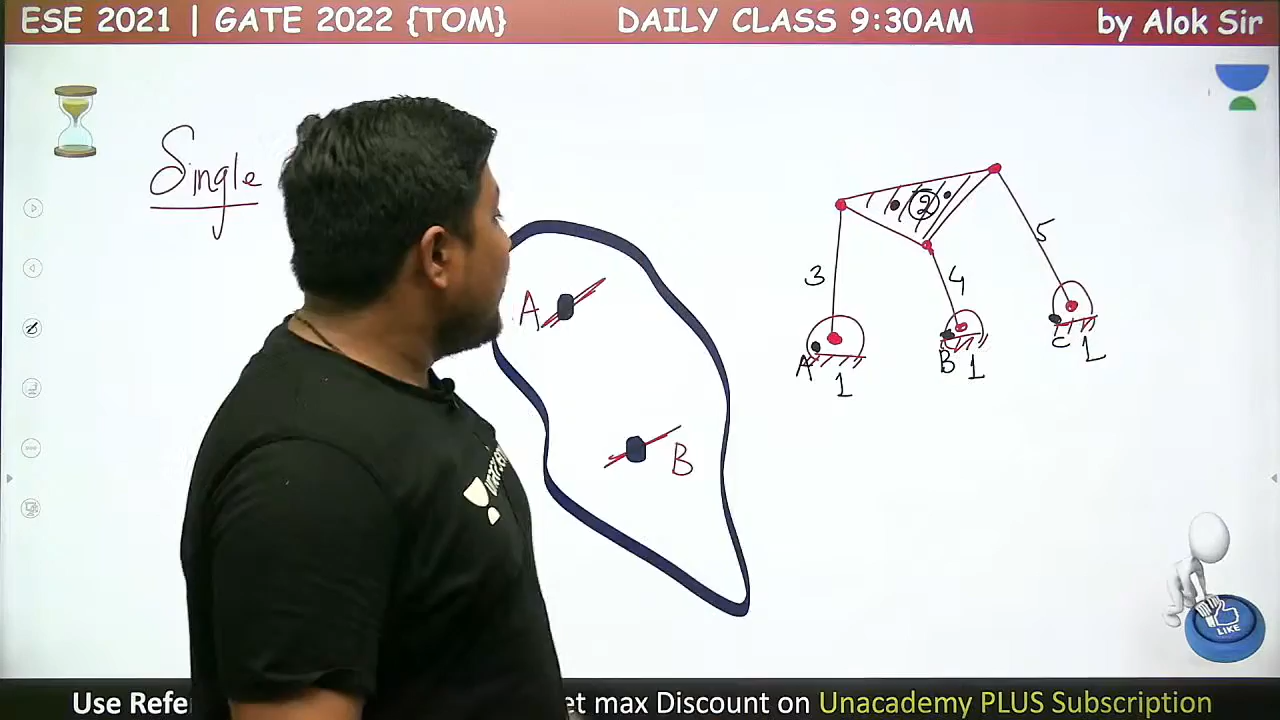 ESE 2021 | GATE 2022 {TOM} DAILY CLASS 9:30AM by Alok Sir
Single
A
B
2
3
4
5
A
B
C
1
1
1
LIKE
Use Refe
et max Discount on Unacademy PLUS Subscription